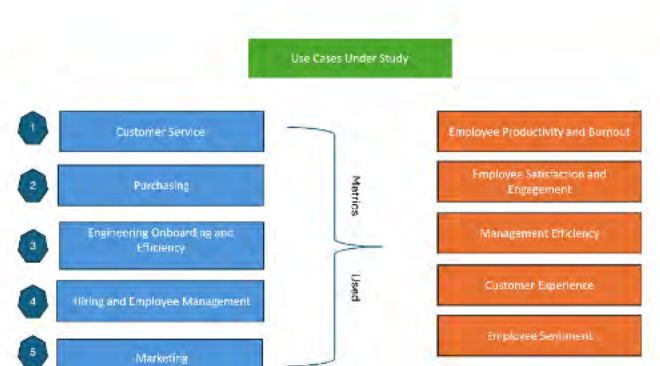 Use Cases Under Study
1
Customer Service
2
Purchasing
3
Engineering Onboarding and
Efficiency
4
Hiring and Employee Management
5
Marketing
Metrics
Used
Employee Productivity and Burnout
Employee Satisfaction and
Engagement
Management Efficiency
Customer Experience
Employee Sentiment